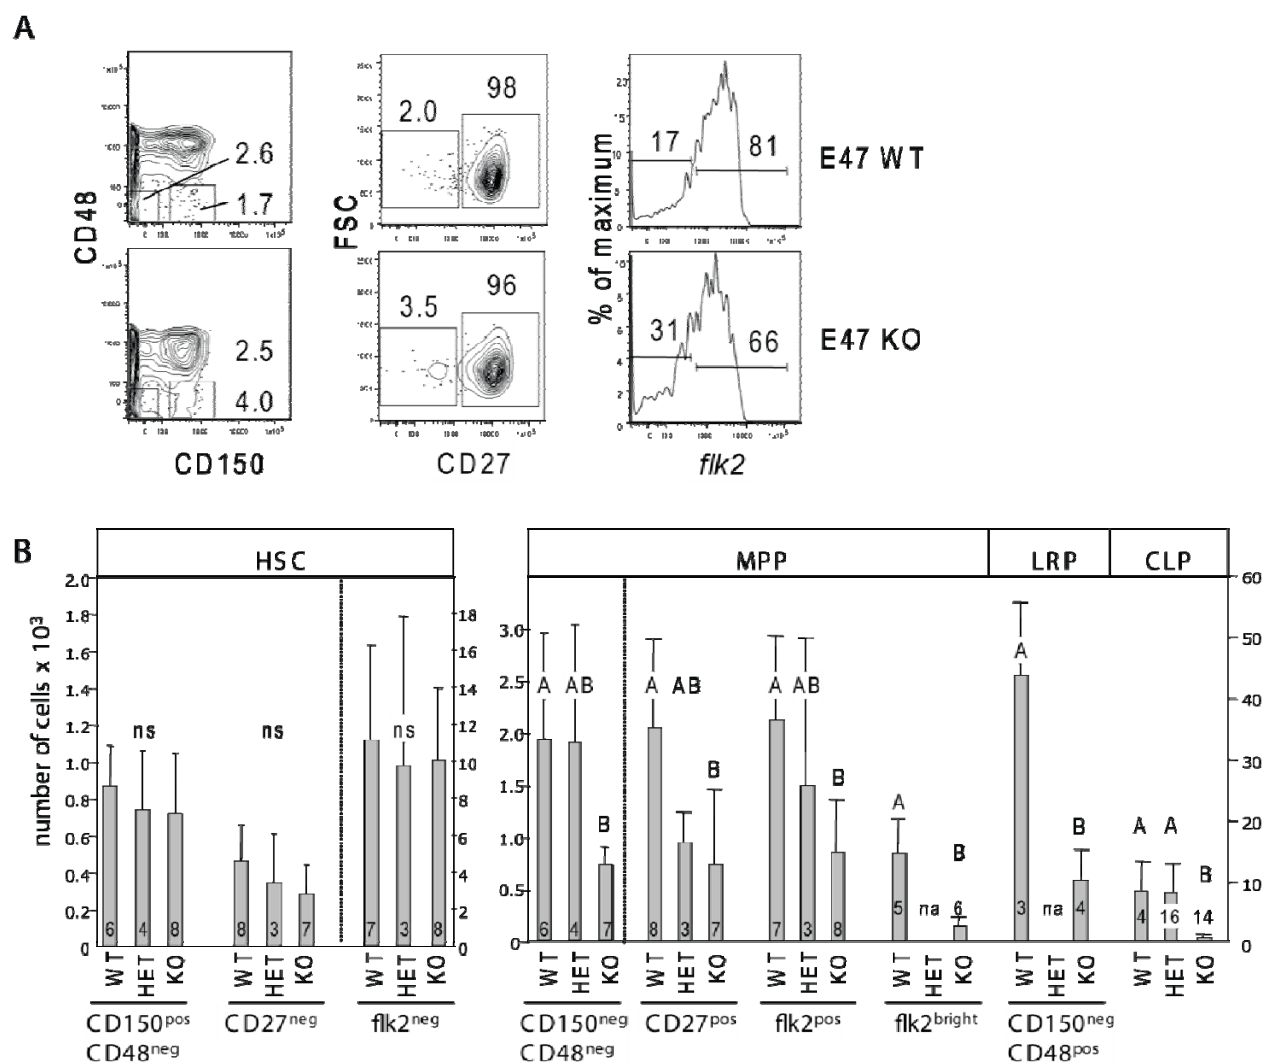 A
2.6
1.7
2.0
98
17
81
E47 WT
CD48
FSC
% of maximum
2.5
4.0
3.5
96
31
66
E47 KO
CD150
CD27
flk2
B
HSC
MPP
LRP
CLP
number of cells x 10³
2.0
1.8
1.6
1.4
1.2
1.0
0.8
0.6
0.4
0.2
0
ns
ns
ns
18
16
14
12
10
8
6
4
2
0
3.0
2.5
2.0
1.5
1.0
0.5
0
A
AB
B
A
AB
B
A
AB
B
A
B
A
B
A
A
B
60
50
40
30
20
10
0
6
4
8
8
3
7
7
3
8
6
4
7
8
3
7
7
3
8
5
na
6
3
na
4
4
16
14
WT HET KO
WT HET KO
WT HET KO
WT HET KO
WT HET KO
WT HET KO
WT HET KO
WT HET KO
WT HET KO
CD150pos
CD48neg
CD27neg
flk2neg
CD150neg
CD48neg
CD27pos
flk2pos
flk2bright
CD150neg
CD48pos